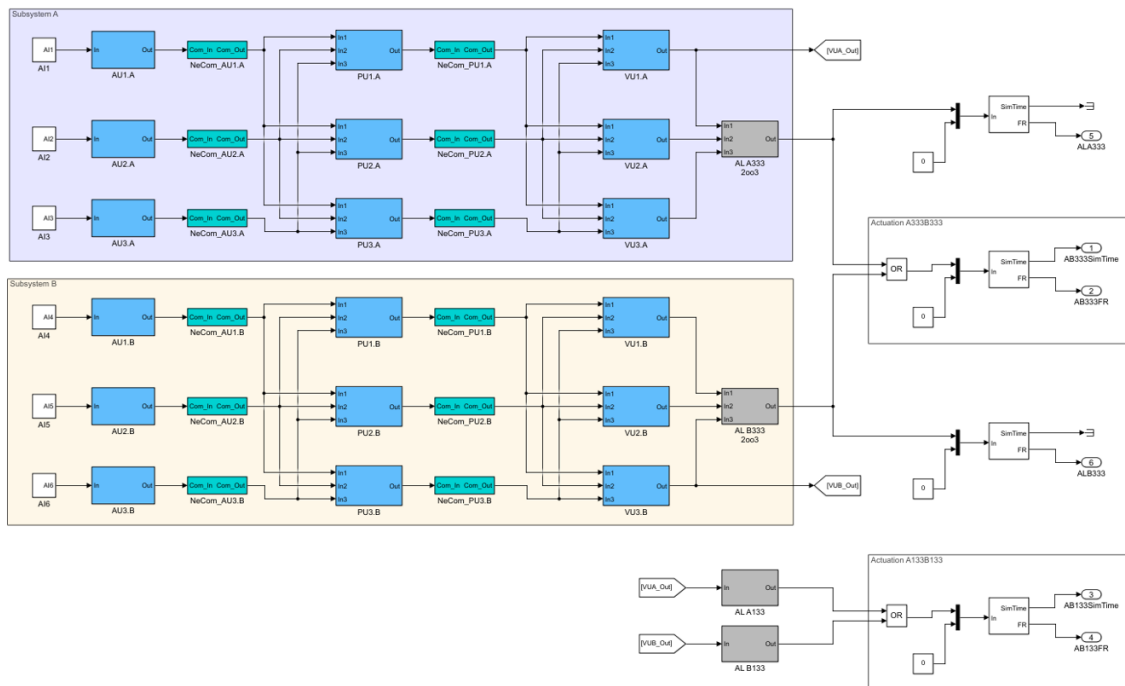 Subsystem A
AI1
AI1
In Out
AU1.A
Com_In Com_Out
NeCom_AU1.A
In1
In2 Out
In3
PU1.A
Com_In Com_Out
NeCom_PU1.A
In1
In2 Out
In3
VU1.A
[VUA_Out]
AI2
AI2
In Out
AU2.A
Com_In Com_Out
NeCom_AU2.A
In1
In2 Out
In3
PU2.A
Com_In Com_Out
NeCom_PU2.A
In1
In2 Out
In3
VU2.A
In1
In2 Out
In3
AL A333
2oo3
0
In
SimTime
FR
5
ALA333
AI3
AI3
In Out
AU3.A
Com_In Com_Out
NeCom_AU3.A
In1
In2 Out
In3
PU3.A
Com_In Com_Out
NeCom_PU3.A
In1
In2 Out
In3
VU3.A
Actuation A333B333
OR
0
In
SimTime
FR
1
AB333SimTime
2
AB333FR
Subsystem B
AI4
AI4
In Out
AU1.B
Com_In Com_Out
NeCom_AU1.B
In1
In2 Out
In3
PU1.B
Com_In Com_Out
NeCom_PU1.B
In1
In2 Out
In3
VU1.B
AI5
AI5
In Out
AU2.B
Com_In Com_Out
NeCom_AU2.B
In1
In2 Out
In3
PU2.B
Com_In Com_Out
NeCom_PU2.B
In1
In2 Out
In3
VU2.B
In1
In2 Out
In3
AL B333
2oo3
0
In
SimTime
FR
6
ALB333
AI6
AI6
In Out
AU3.B
Com_In Com_Out
NeCom_AU3.B
In1
In2 Out
In3
PU3.B
Com_In Com_Out
NeCom_PU3.B
In1
In2 Out
In3
VU3.B
[VUB_Out]
Actuation A133B133
[VUA_Out]
In Out
AL A133
[VUB_Out]
In Out
AL B133
OR
0
In
SimTime
FR
3
AB133SimTime
4
AB133FR